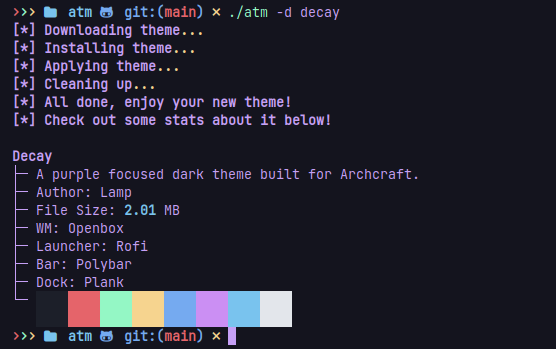 >>> atm git:(main) × ./atm -d decay
[*] Downloading theme...
[*] Installing theme...
[*] Applying theme...
[*] Cleaning up...
[*] All done, enjoy your new theme!
[*] Check out some stats about it below!
Decay
A purple focused dark theme built for Archcraft.
Author: Lamp
File Size: 2.01 MB
WM: Openbox
Launcher: Rofi
Bar: Polybar
Dock: Plank
>>> atm git:(main) ×